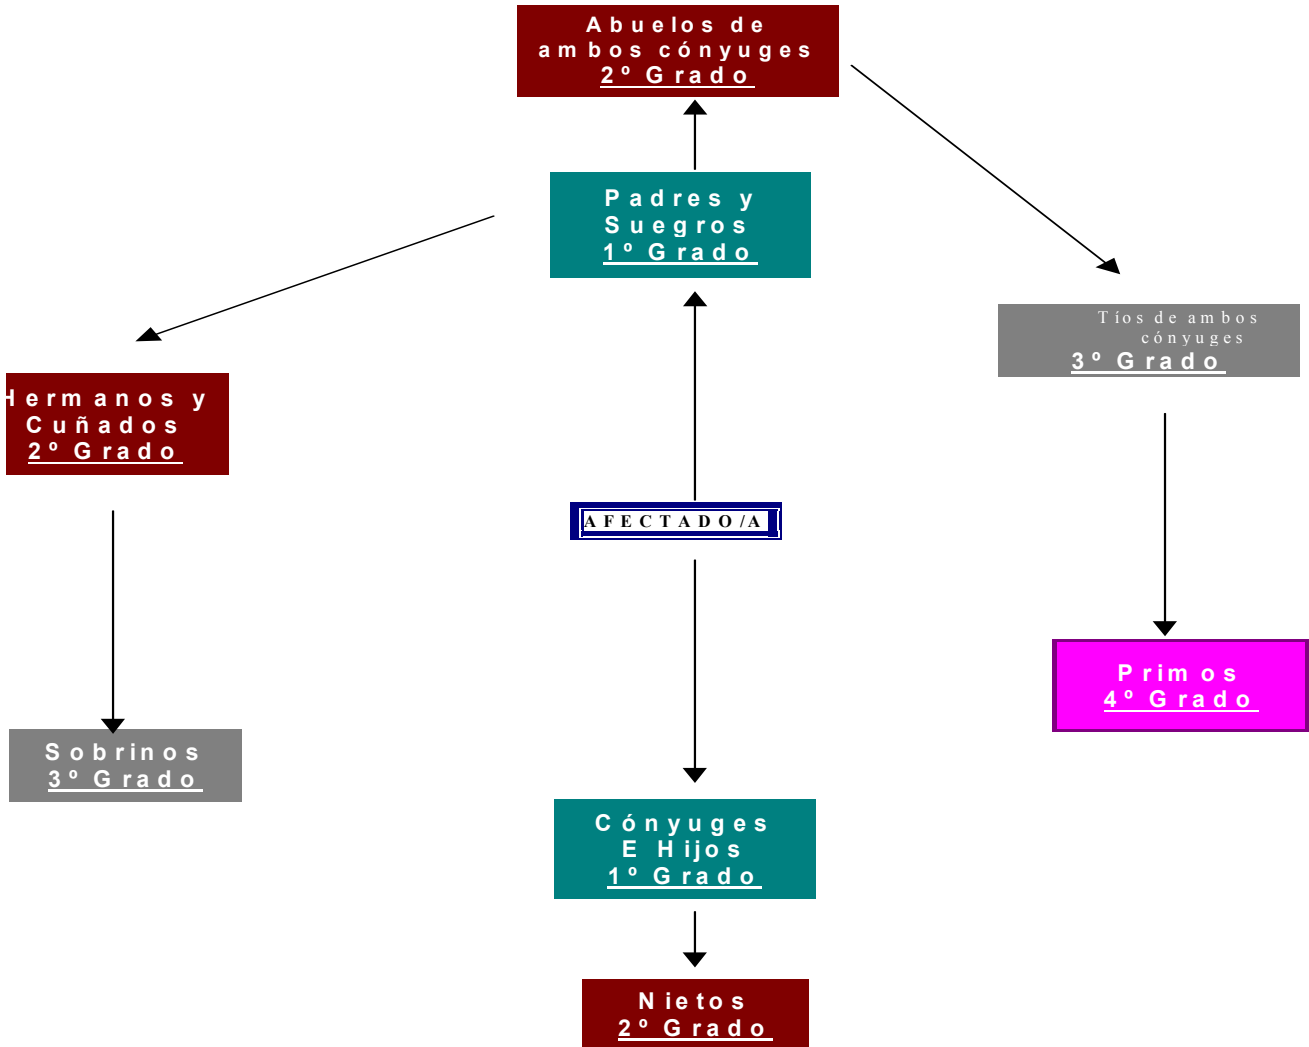 Abuelos de
ambos cónyuges
2º Grado
Padres y
Suegros
1º Grado
Tíos de ambos
cónyuges
3º Grado
Hermanos y
Cuñados
2º Grado
AFECTADO/A
Primos
4º Grado
Sobrinos
3º Grado
Cónyuges
E Hijos
1º Grado
Nietos
2º Grado